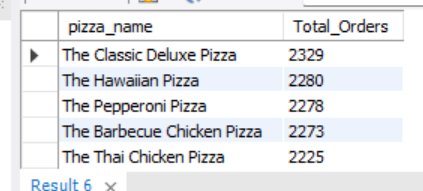 pizza_name Total_Orders
The Classic Deluxe Pizza 2329
The Hawaiian Pizza 2280
The Pepperoni Pizza 2278
The Barbecue Chicken Pizza 2273
The Thai Chicken Pizza 2225
Result 6 ×